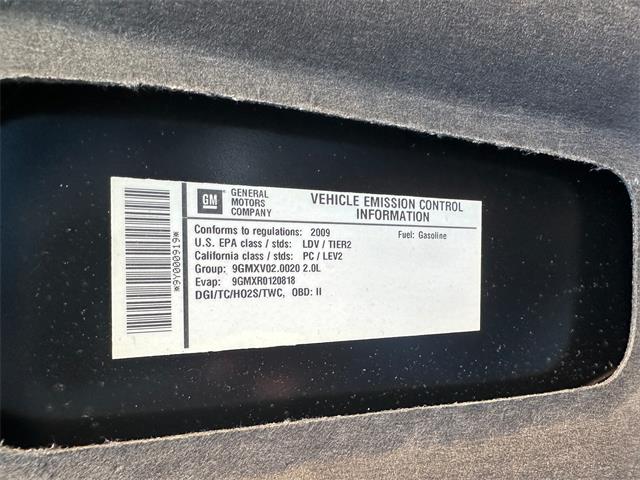 GM
GENERAL
MOTORS
COMPANY
VEHICLE EMISSION CONTROL
INFORMATION
Conforms to regulations: 2009 Fuel: Gasoline
U.S. EPA class / stds: LDV / TIER2
California class / stds: PC / LEV2
Group: 9GMXV02.0020 2.0L
Evap: 9GMXR0120818
DGI/TC/HO2S/TWC, OBD: II
*9Y000919*